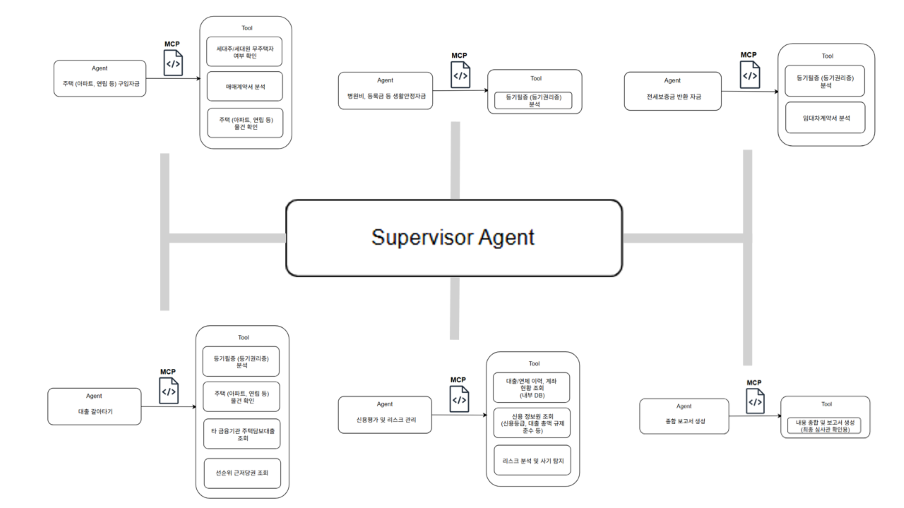 MCP
Agent
주택 (아파트, 연립 등) 구입자금
Tool
세대주/세대원 무주택자
여부 확인
매매계약서 분석
주택 (아파트, 연립 등)
물건 확인
MCP
Agent
병원비, 등록금 등 생활안정자금
Tool
등기필증 (등기권리증)
분석
MCP
Agent
전세보증금 반환 자금
Tool
등기필증 (등기권리증)
분석
임대차계약서 분석
Supervisor Agent
MCP
Agent
대출 갈아타기
Tool
등기필증 (등기권리증)
분석
주택 (아파트, 연립 등)
물건 확인
타 금융기관 주택담보대출
조회
선순위 근저당권 조회
MCP
Agent
신용평가 및 리스크 관리
Tool
대출/연체 이력, 계좌
현황 조회
(내부 DB)
신용 정보원 조회
(신용등급, 대출 총액 규제
준수 등)
리스크 분석 및 사기 탐지
MCP
Agent
종합 보고서 생성
Tool
내용 종합 및 보고서 생성
(최종 심사관 확인용)